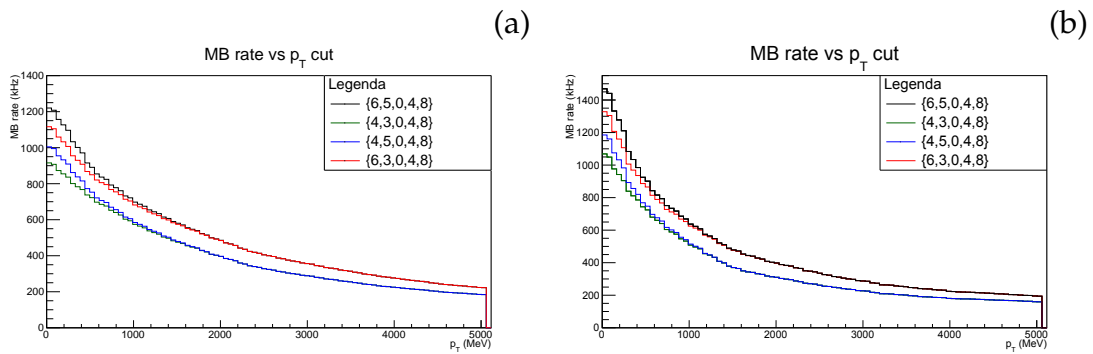 (a)
MB rate vs p_T cut
MB rate (kHz)
1400
1200
1000
800
600
400
200
0
Legenda
{6,5,0,4,8}
{4,3,0,4,8}
{4,5,0,4,8}
{6,3,0,4,8}
0 1000 2000 3000 4000 5000
p_T (MeV)
(b)
MB rate vs p_T cut
MB rate (kHz)
1400
1200
1000
800
600
400
200
0
Legenda
{6,5,0,4,8}
{4,3,0,4,8}
{4,5,0,4,8}
{6,3,0,4,8}
0 1000 2000 3000 4000 5000
p_T (MeV)